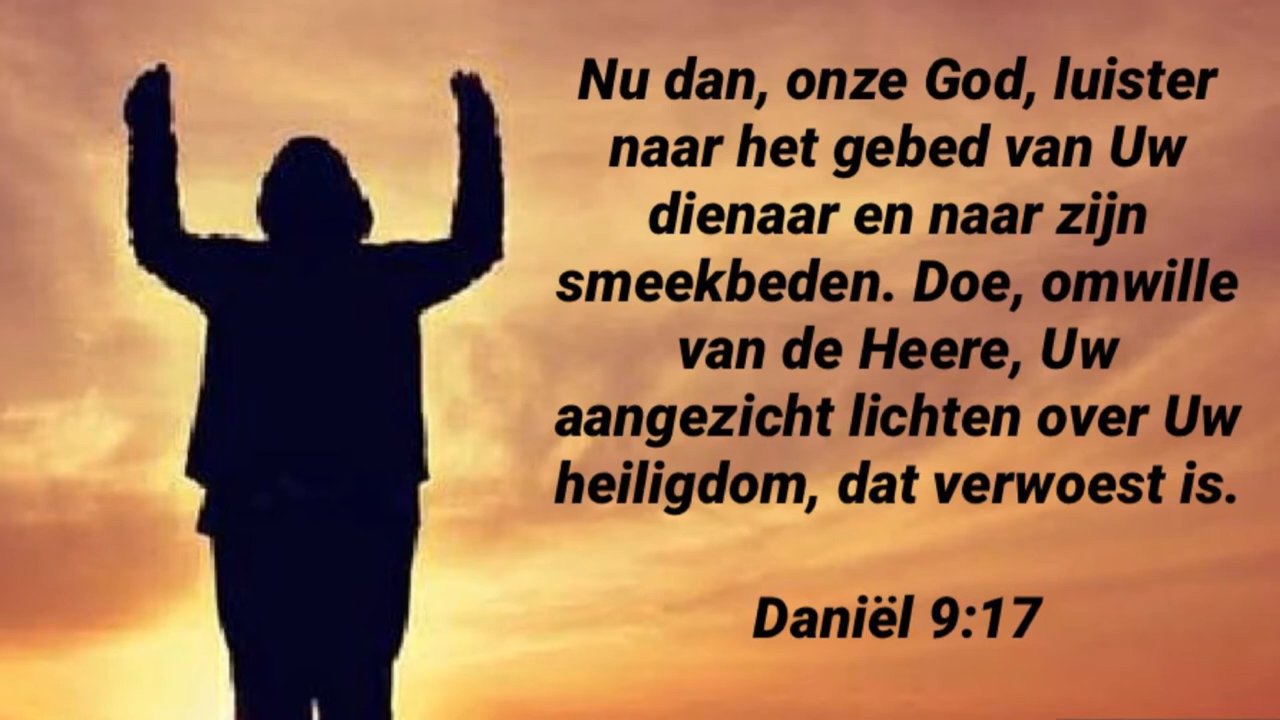 Nu dan, onze God, luister
naar het gebed van Uw
dienaar en naar zijn
smeekbeden. Doe, omwille
van de Heere, Uw
aangezicht lichten over Uw
heiligdom, dat verwoest is.
Daniël 9:17